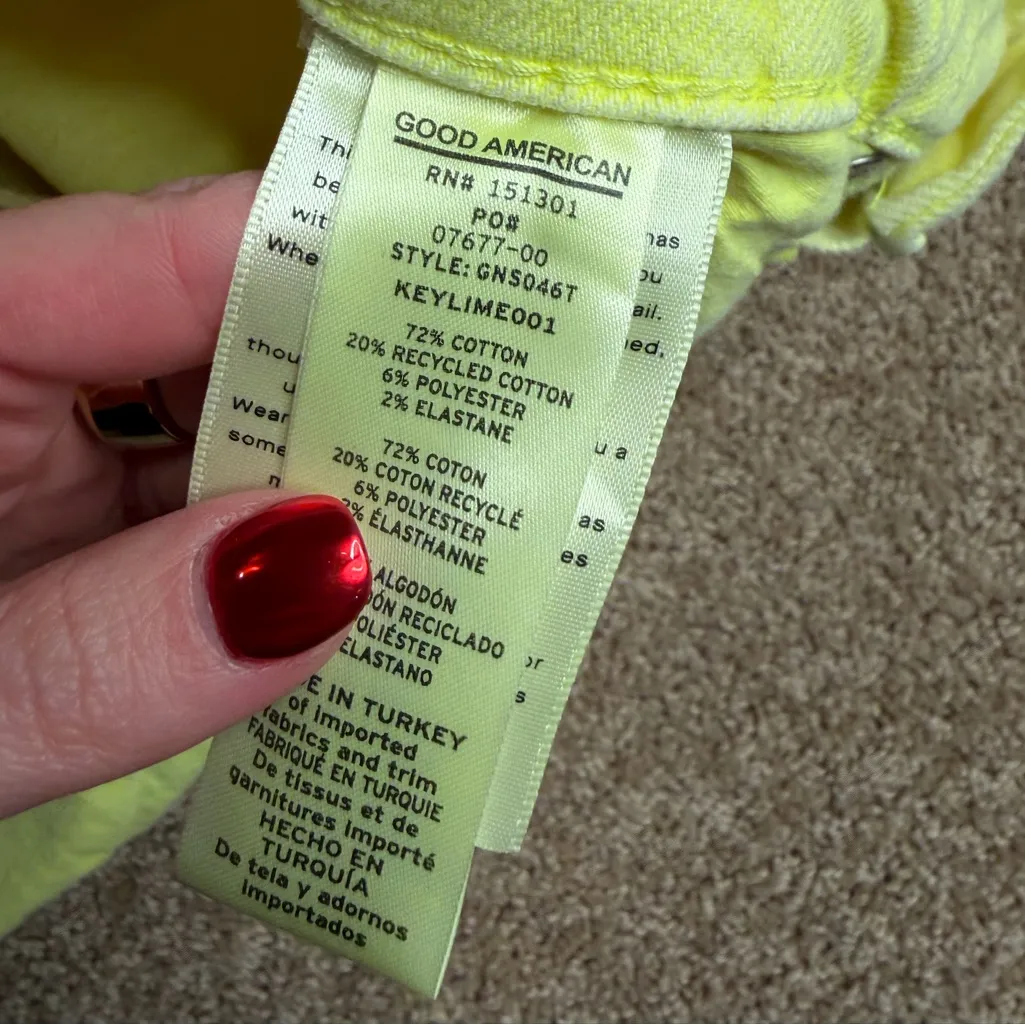 GOOD AMERICAN
RN# 151301
PO#
07677-00
STYLE: GNS046T
KEYLIME001
72% COTTON
20% RECYCLED COTTON
6% POLYESTER
2% ELASTANE
72% COTON
20% COTON RECYCLÉ
6% POLYESTER
ÉLASTHANNE
ALGODÓN
RECICLADO
ELASTANO
IN TURKEY
of imported
fabrics and trim
FABRIQUÉ EN TURQUIE
De tissus et de
garnitures importé
HECHO EN
TURQUÍA
De tela y adornos
importados